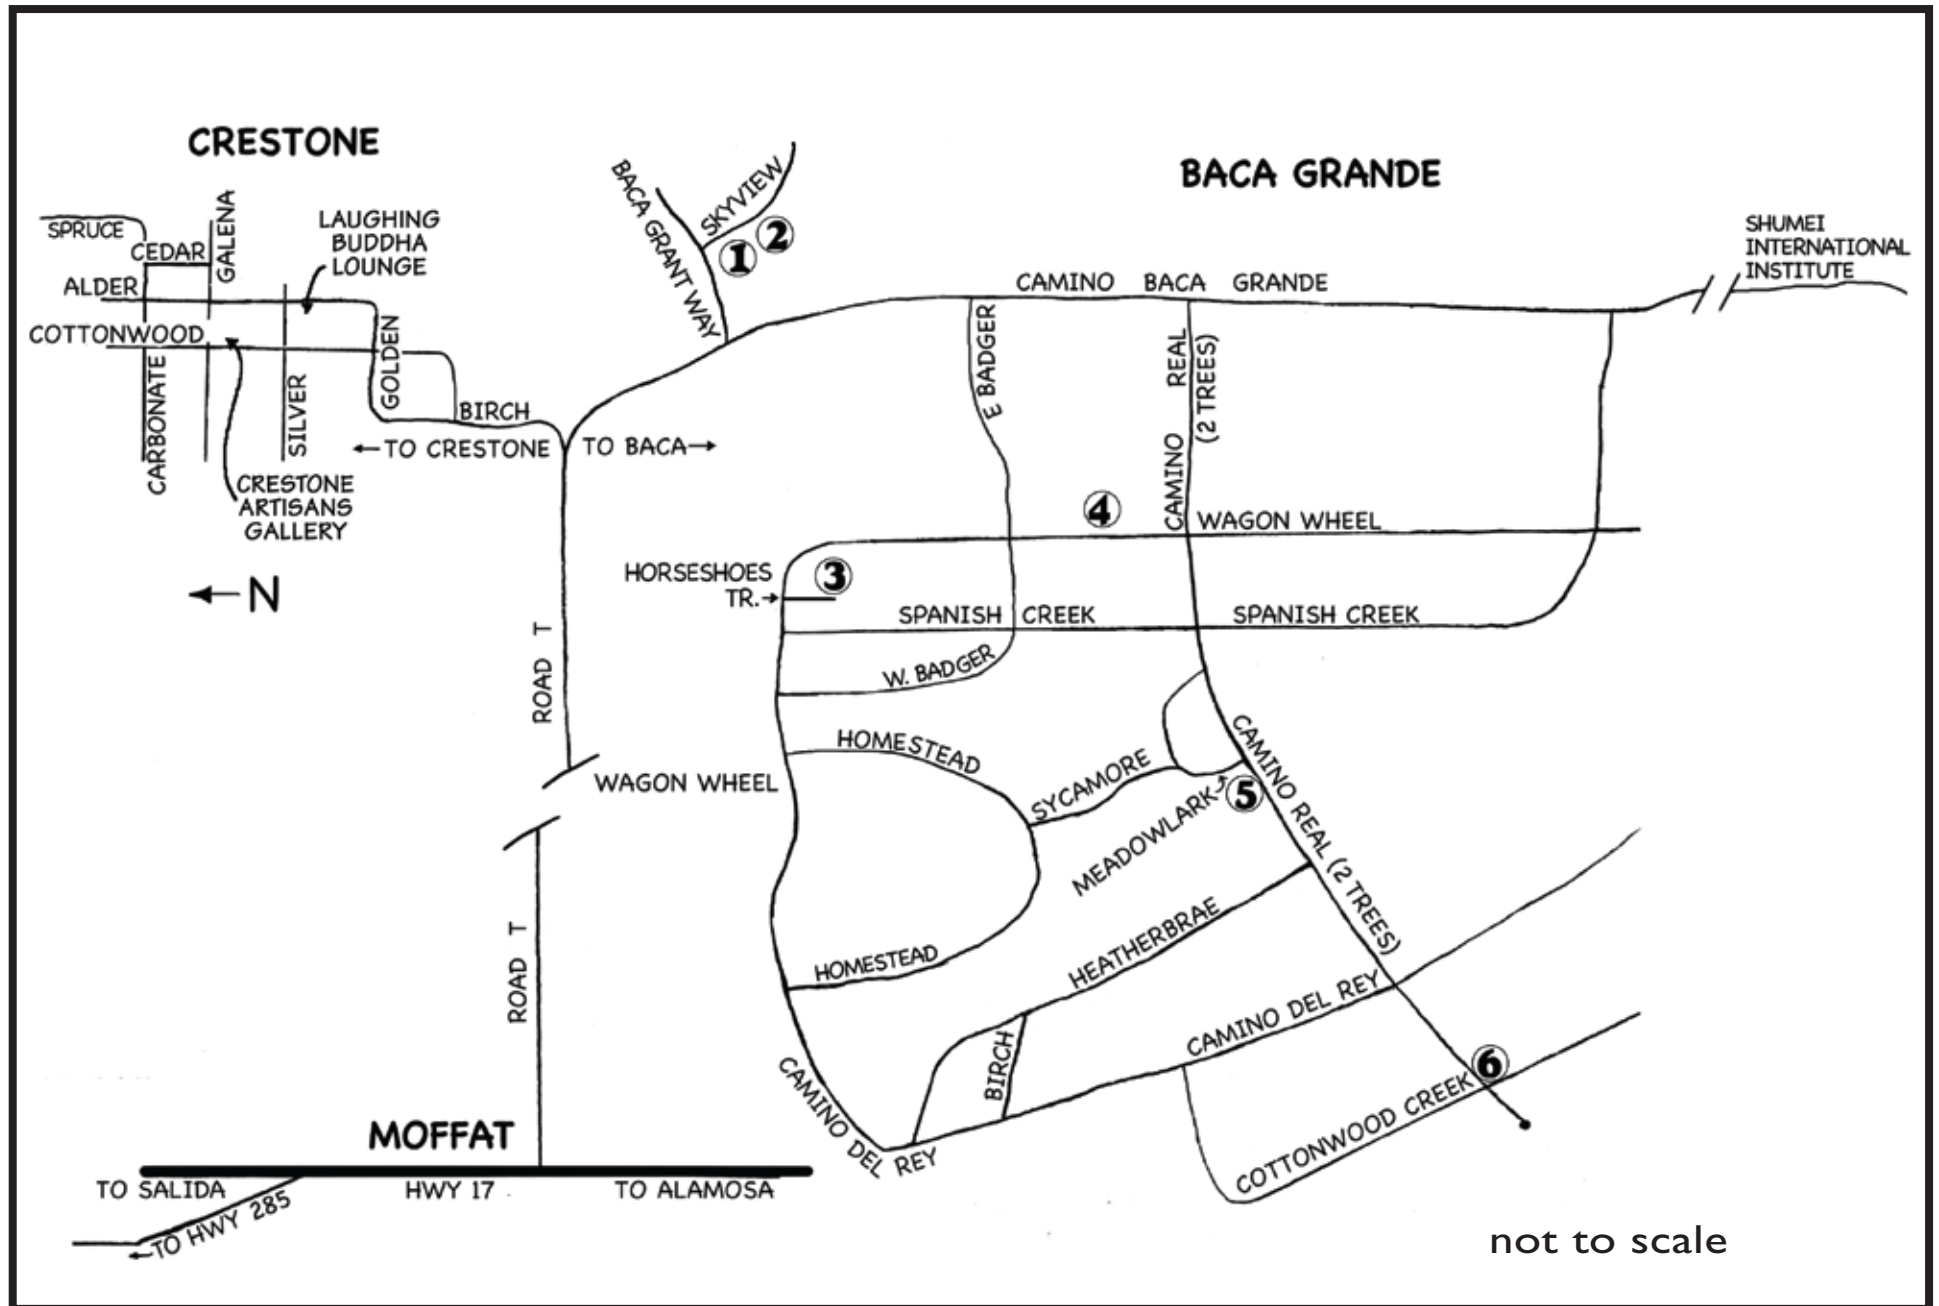 CRESTONE
BACA GRANDE
SPRUCE
CEDAR
GALENA
ALDER
COTTONWOOD
LAUGHING
BUDDHA
LOUNGE
CARBONATE
SILVER
GOLDEN
BIRCH
CRESTONE
ARTISANS
GALLERY
←N
←TO CRESTONE
TO BACA→
BACA GRANT WAY
SKYVIEW
1
2
CAMINO BACA GRANDE
SHUMEI
INTERNATIONAL
INSTITUTE
E BADGER
CAMINO REAL
(2 TREES)
4
WAGON WHEEL
HORSESHOES
TR.→
3
SPANISH CREEK
SPANISH CREEK
W. BADGER
ROAD T
WAGON WHEEL
HOMESTEAD
SYCAMORE
MEADOWLARK
5
CAMINO REAL (2 TREES)
HOMESTEAD
HEATHERBRAE
ROAD T
BIRCH
CAMINO DEL REY
CAMINO DEL REY
COTTONWOOD CREEK
6
MOFFAT
TO SALIDA
HWY 17
TO ALAMOSA
←TO HWY 285
not to scale